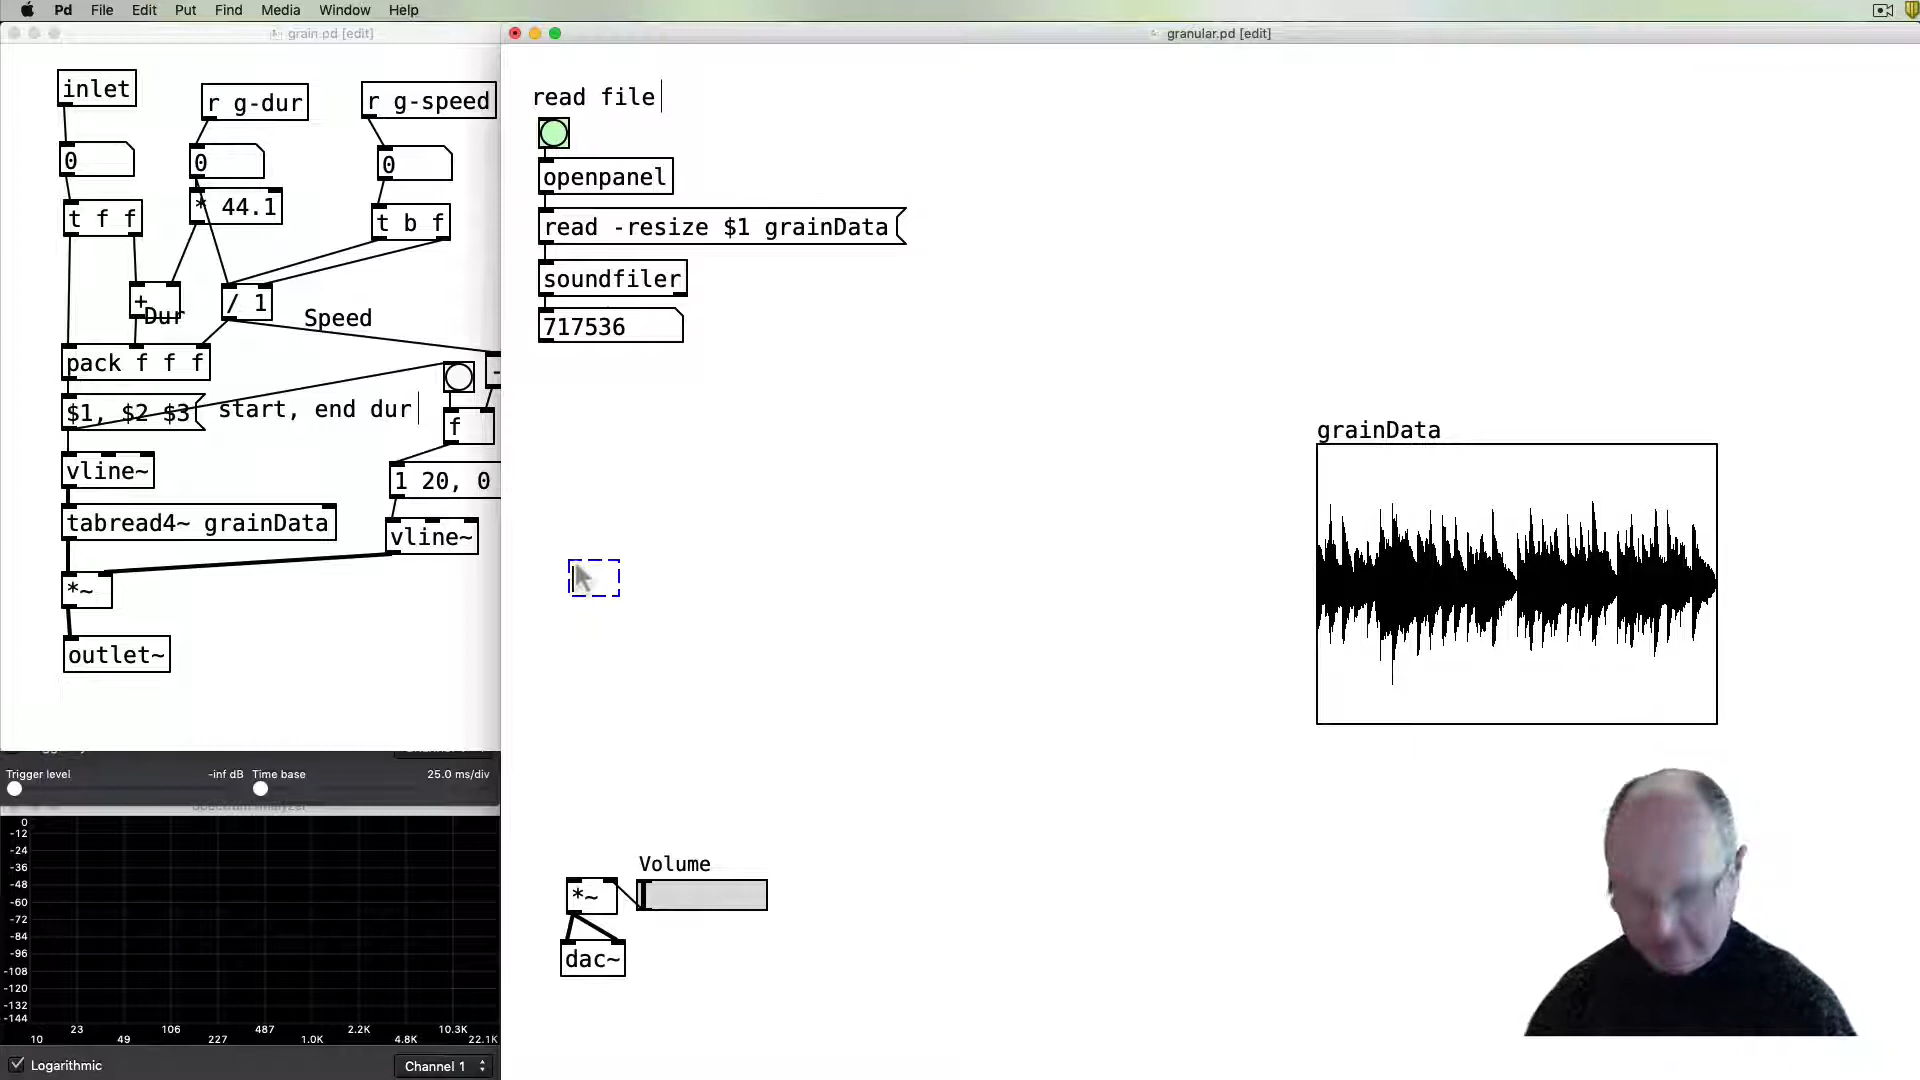 Pd File Edit Put Find Media Window Help
grain.pd [edit]
granular.pd [edit]
inlet
r g-dur
r g-speed
0
0
0
t f f
* 44.1
t b f
+
Dur
/ 1
Speed
pack f f f
$1, $2 $3
start, end dur
f
vline~
1 20, 0
tabread4~ grainData
vline~
*~
outlet~
read file
openpanel
read -resize $1 grainData
soundfiler
717536
grainData
Volume
*~
dac~
Trigger level -inf dB Time base 25.0 ms/div
0
-12
-24
-36
-48
-60
-72
-84
-96
-108
-120
-132
-144
23 106 487 2.2K 10.3K
10 49 227 1.0K 4.8K 22.1K
Logarithmic Channel 1